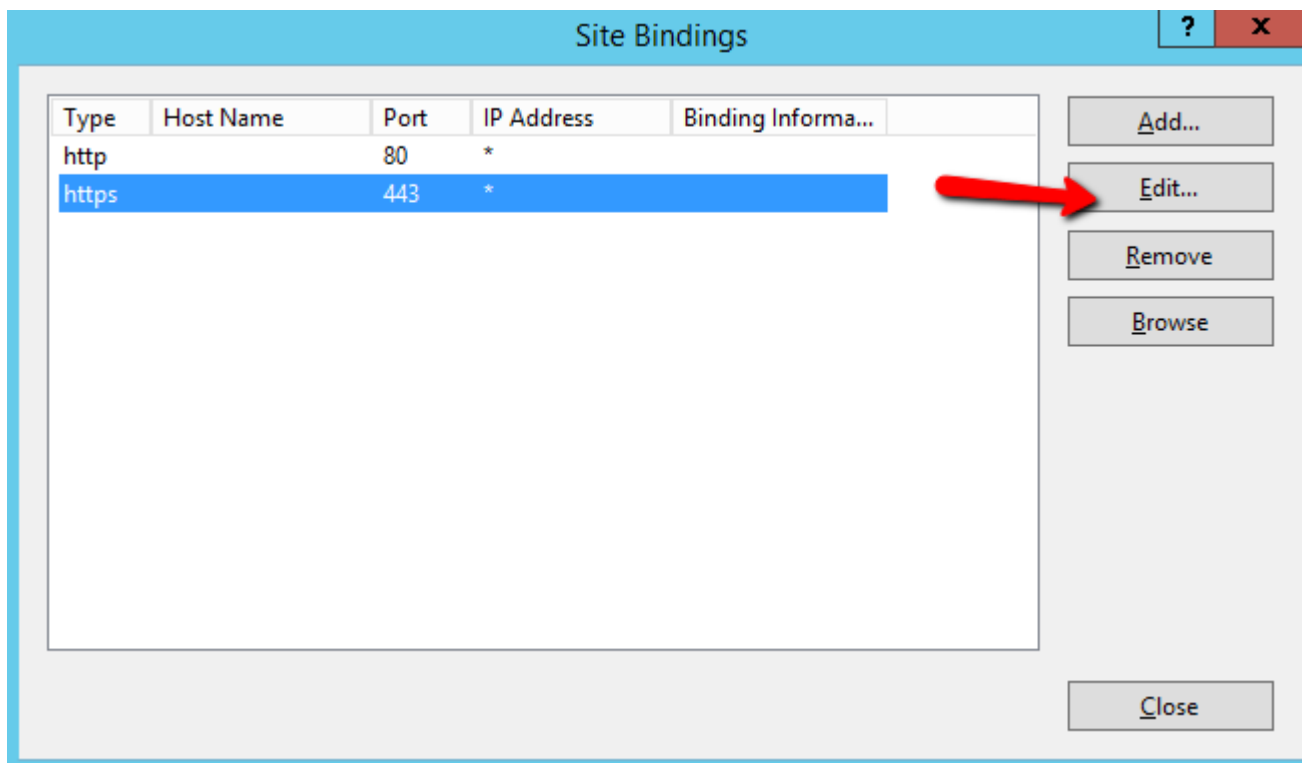 Site Bindings
? x
Type Host Name Port IP Address Binding Informa...
http 80 *
https 443 *
Add...
Edit...
Remove
Browse
Close